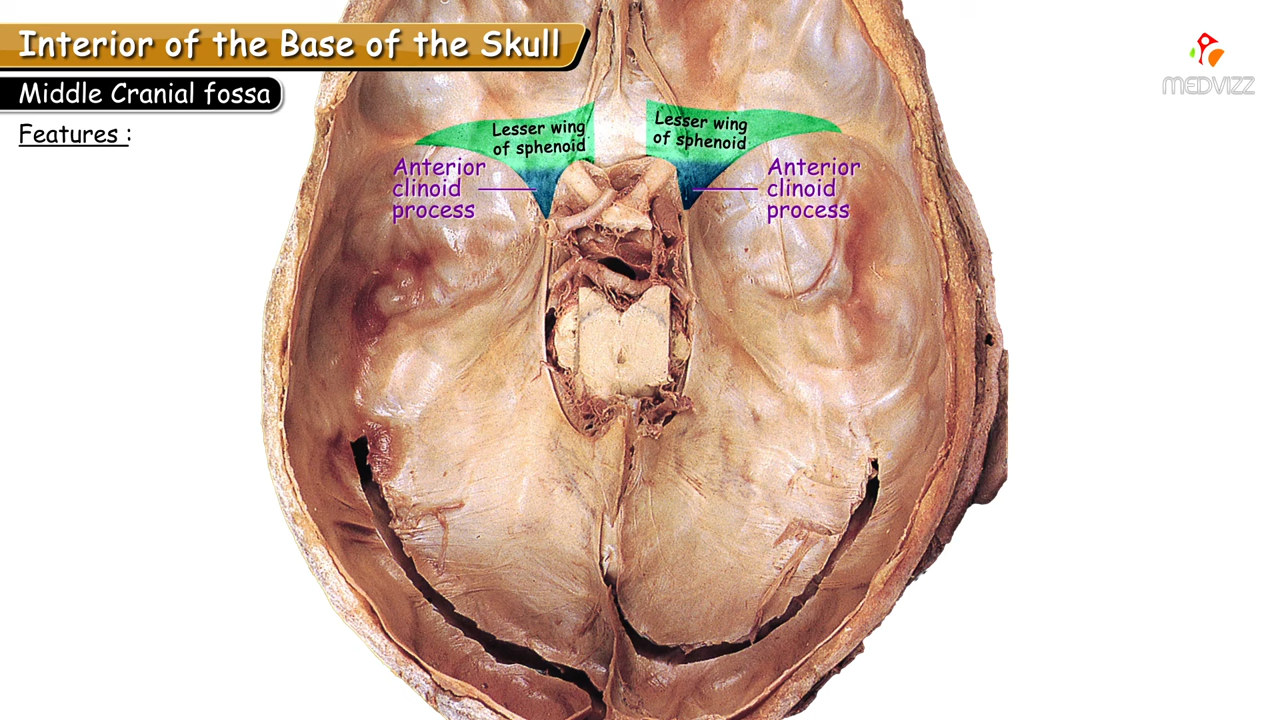 Interior of the Base of the Skull
MEDVIZZ
Middle Cranial fossa
Features :
Lesser wing
of sphenoid
Lesser wing
of sphenoid
Anterior
clinoid
process
Anterior
clinoid
process